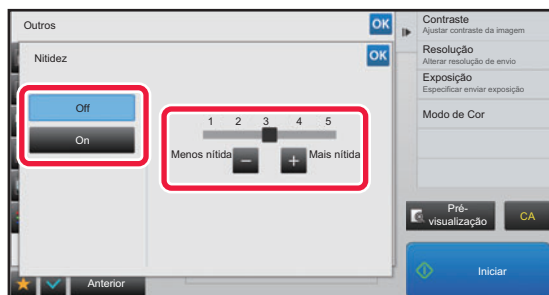 Outros
OK
Nitidez
OK
Off
On
1 2 3 4 5
Menos nítida
Mais nítida
Contraste
Ajustar contraste da imagem
Resolução
Alterar resolução de envio
Exposição
Especificar enviar exposição
Modo de Cor
Pré-
visualização
CA
Anterior
Iniciar